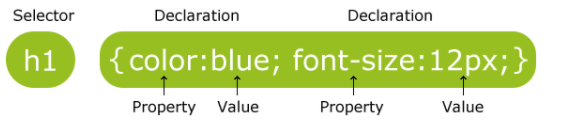 Selector Declaration Declaration
h1 {color:blue; font-size:12px;}
Property Value Property Value